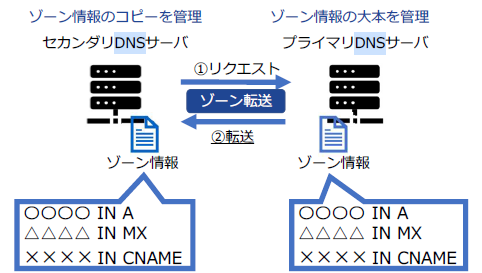 ゾーン情報のコピーを管理
セカンダリDNSサーバ
ゾーン情報の大本を管理
プライマリDNSサーバ
①リクエスト
ゾーン転送
②転送
ゾーン情報
ゾーン情報
〇〇〇〇 IN A
△△△△ IN MX
×××× IN CNAME
〇〇〇〇 IN A
△△△△ IN MX
×××× IN CNAME